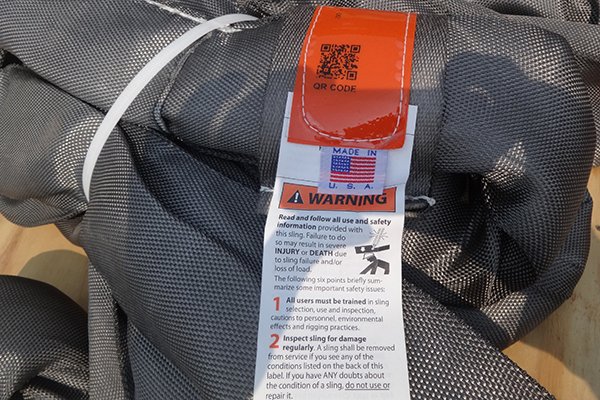 QR CODE
MADE IN
U.S.A.
WARNING
Read and follow all use and safety
information provided with
this sling. Failure to do
so may result in severe
INJURY or DEATH due
to sling failure and/or
loss of load.
The following six points briefly sum-
marize some important safety issues:
1 All users must be trained in sling
selection, use and inspection,
cautions to personnel, environmental
effects and rigging practices.
2 Inspect sling for damage
regularly. A sling shall be removed
from service if you see any of the
conditions listed on the back of this
label. If you have ANY doubts about
the condition of a sling, do not use or
repair it.